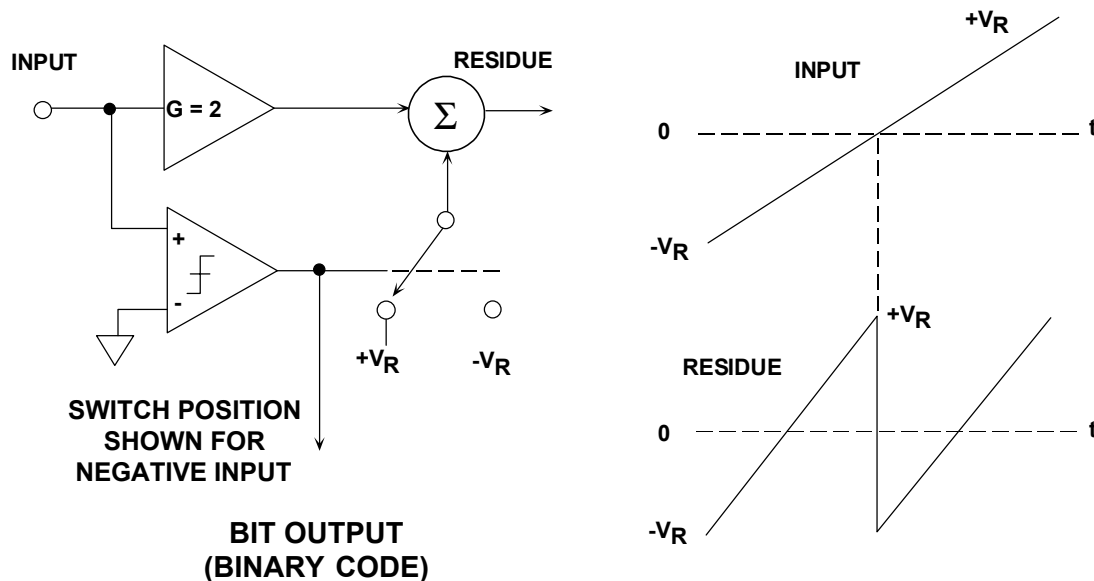 INPUT
G = 2
RESIDUE
Σ
+
-
+VR
-VR
SWITCH POSITION
SHOWN FOR
NEGATIVE INPUT
BIT OUTPUT
(BINARY CODE)
+VR
INPUT
0
t
-VR
+VR
RESIDUE
0
t
-VR